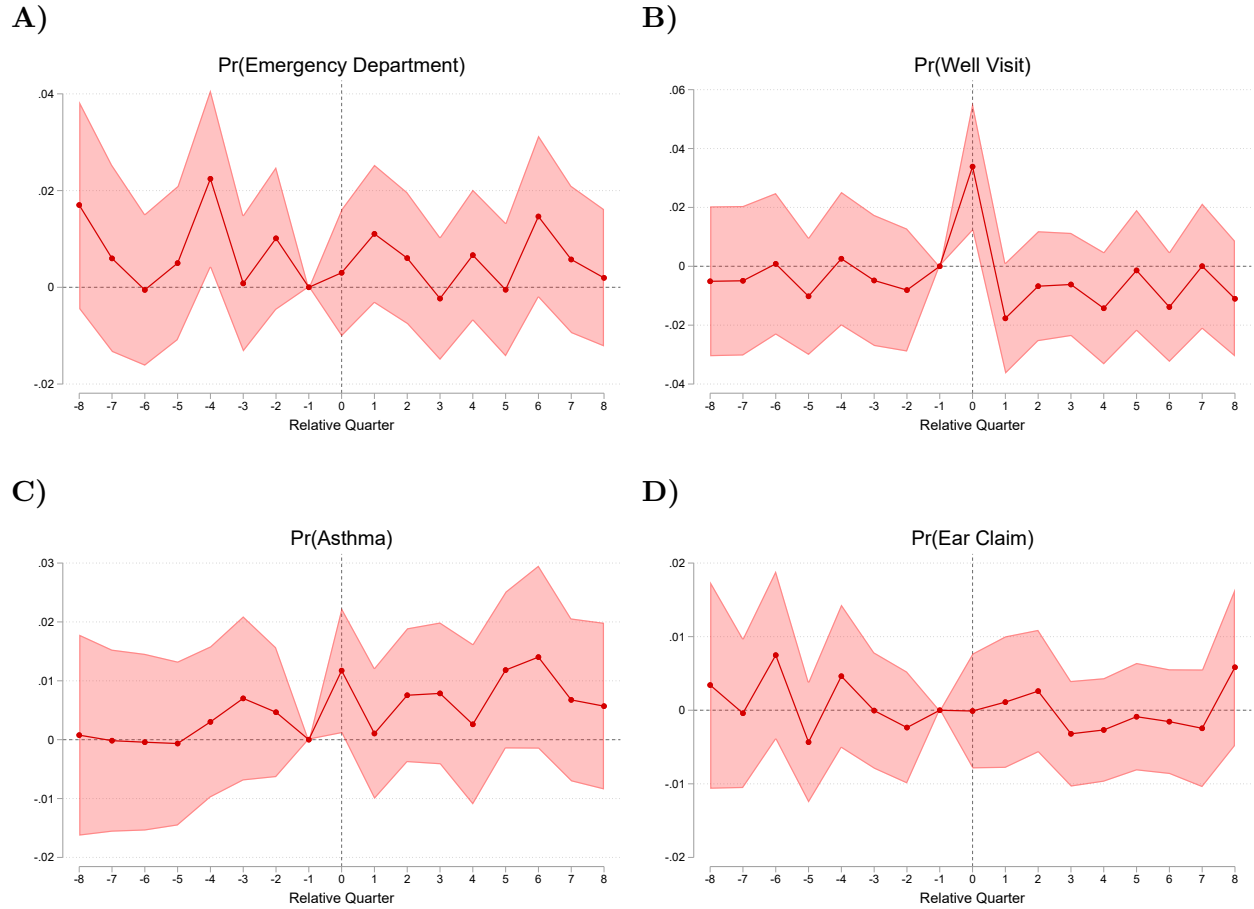 A)
Pr(Emergency Department)
.04
.02
0
-.02
-8 -7 -6 -5 -4 -3 -2 -1 0 1 2 3 4 5 6 7 8
Relative Quarter
B)
Pr(Well Visit)
.06
.04
.02
0
-.02
-.04
-8 -7 -6 -5 -4 -3 -2 -1 0 1 2 3 4 5 6 7 8
Relative Quarter
C)
Pr(Asthma)
.03
.02
.01
0
-.01
-.02
-8 -7 -6 -5 -4 -3 -2 -1 0 1 2 3 4 5 6 7 8
Relative Quarter
D)
Pr(Ear Claim)
.02
.01
0
-.01
-.02
-8 -7 -6 -5 -4 -3 -2 -1 0 1 2 3 4 5 6 7 8
Relative Quarter